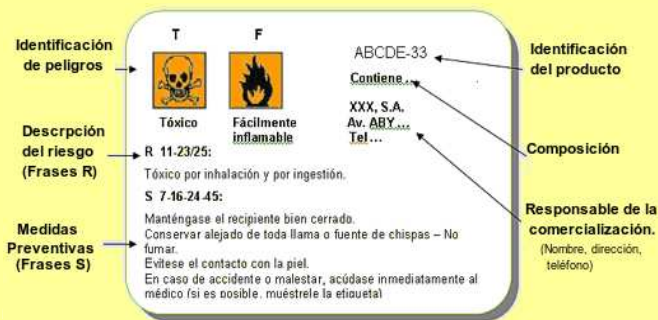 Identificación
de peligros
Descrpción
del riesgo
(Frases R)
Medidas
Preventivas
(Frases S)
T
F
Tóxico
Fácilmente
inflamable
ABCDE-33
Contiene...
XXX, S.A.
Av. ABY...
Tel...
R 11-23/25:
Tóxico por inhalación y por ingestión.
S 7-16-24-45:
Manténgase el recipiente bien cerrado.
Conservar alejado de toda llama o fuente de chispas – No
fumar.
Evítese el contacto con la piel.
En caso de accidente o malestar, acúdase inmediatamente al
médico (si es posible, muéstrele la etiqueta)
Identificación
del producto
Composición
Responsable de la
comercialización.
(Nombre, dirección,
teléfono)